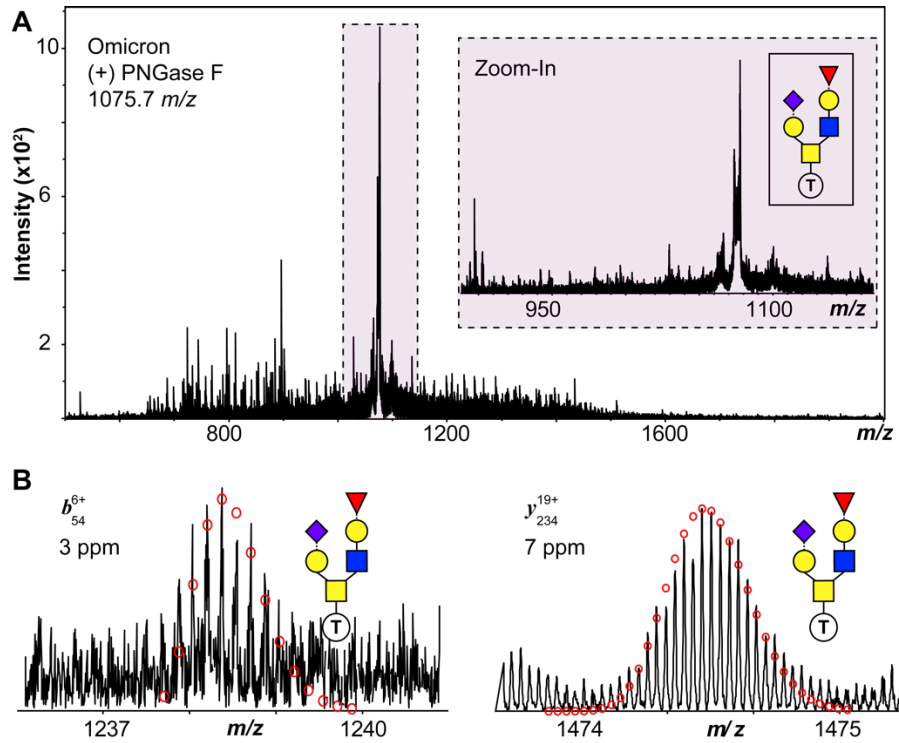 A
Omicron
(+) PNGase F
1075.7 m/z
Intensity (x10²)
10
6
2
800
1200
1600
m/z
Zoom-In
950
1100
m/z
T
B
b₅₄⁶⁺
3 ppm
T
1237
m/z
1240
y₂₃₄¹⁹⁺
7 ppm
T
1474
m/z
1475